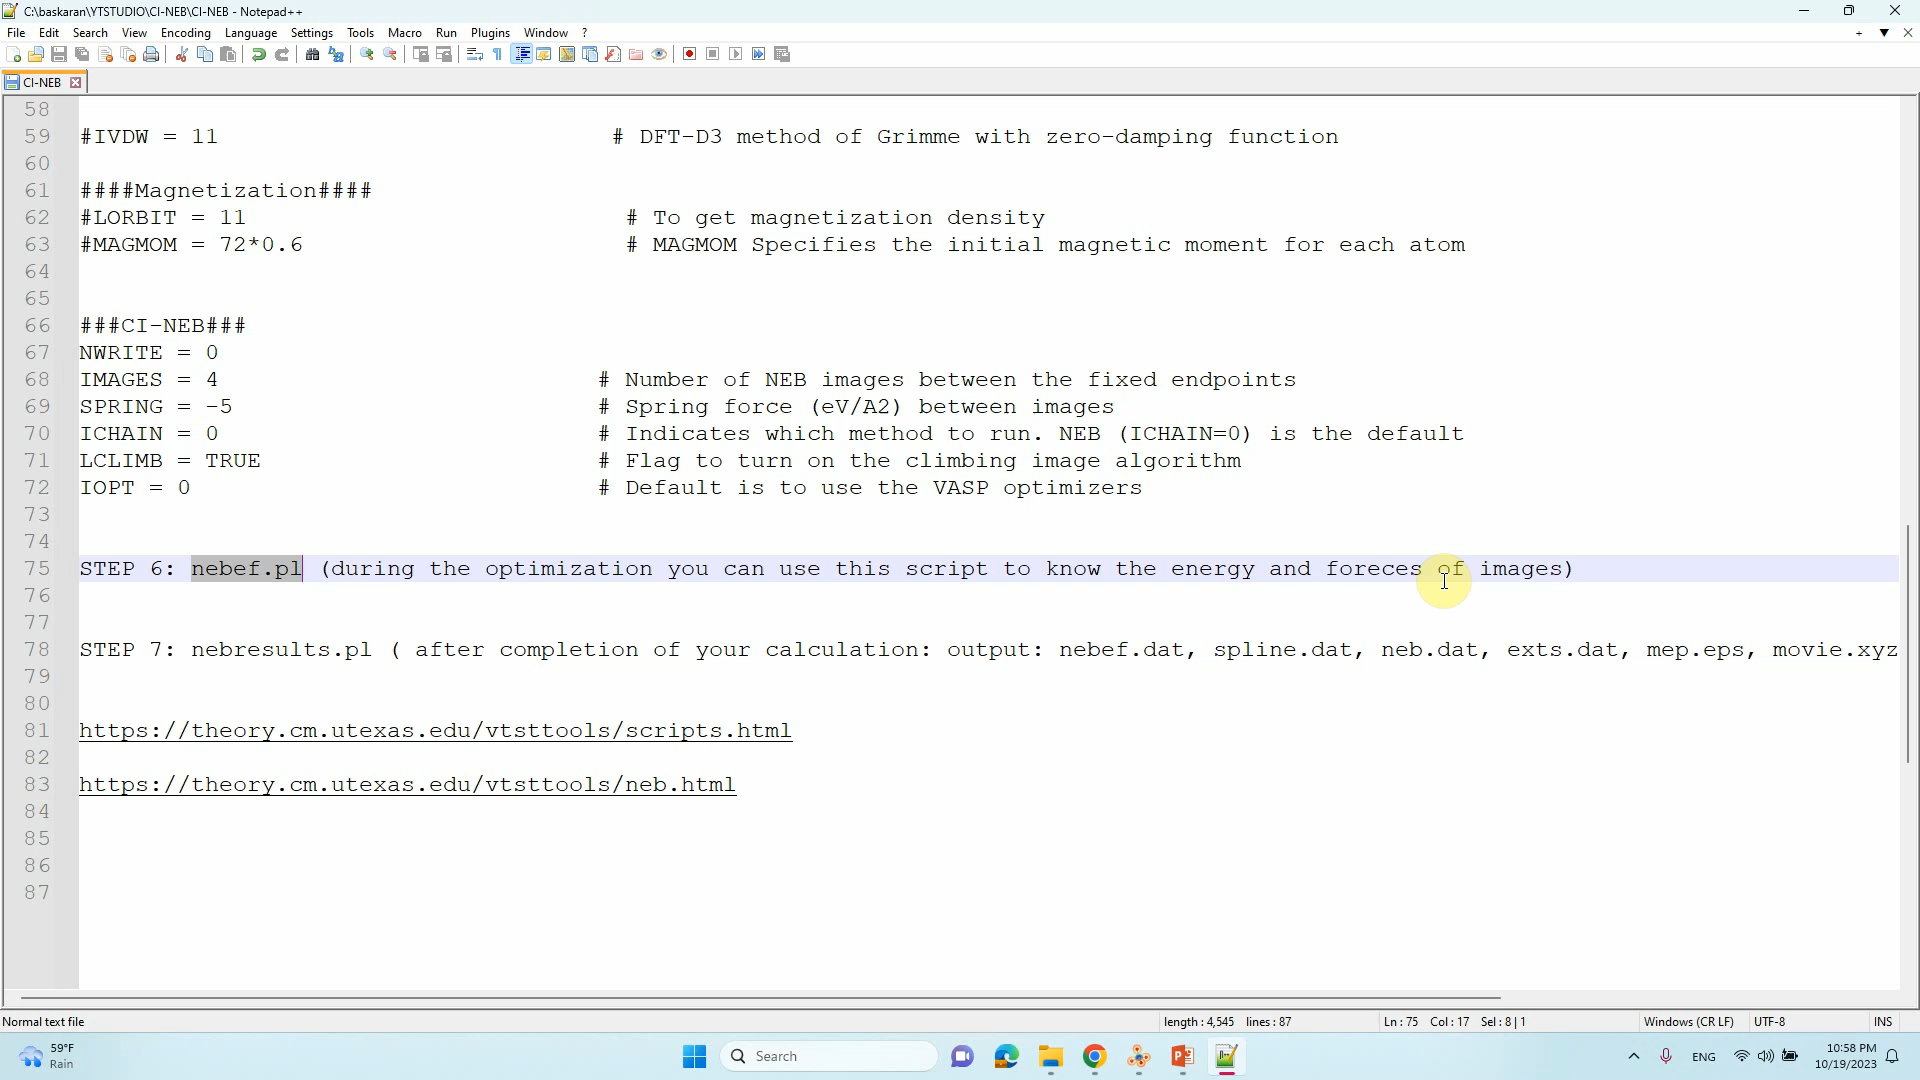 C:\baskaran\YTSTUDIO\CI-NEB\CI-NEB - Notepad++
File Edit Search View Encoding Language Settings Tools Macro Run Plugins Window ?
CI-NEB
58
59 #IVDW = 11 # DFT-D3 method of Grimme with zero-damping function
60
61 ####Magnetization####
62 #LORBIT = 11 # To get magnetization density
63 #MAGMOM = 72*0.6 # MAGMOM Specifies the initial magnetic moment for each atom
64
65
66 ###CI-NEB###
67 NWRITE = 0
68 IMAGES = 4 # Number of NEB images between the fixed endpoints
69 SPRING = -5 # Spring force (eV/A2) between images
70 ICHAIN = 0 # Indicates which method to run. NEB (ICHAIN=0) is the default
71 LCLIMB = TRUE # Flag to turn on the climbing image algorithm
72 IOPT = 0 # Default is to use the VASP optimizers
73
74
75 STEP 6: nebef.pl (during the optimization you can use this script to know the energy and foreces of images)
76
77
78 STEP 7: nebresults.pl ( after completion of your calculation: output: nebef.dat, spline.dat, neb.dat, exts.dat, mep.eps, movie.xyz
79
80
81 https://theory.cm.utexas.edu/vtsttools/scripts.html
82
83 https://theory.cm.utexas.edu/vtsttools/neb.html
84
85
86
87
Normal text file length : 4,545 lines : 87 Ln : 75 Col : 17 Sel : 8 | 1 Windows (CR LF) UTF-8 INS
59°F
Rain
Search
ENG
10:58 PM
10/19/2023